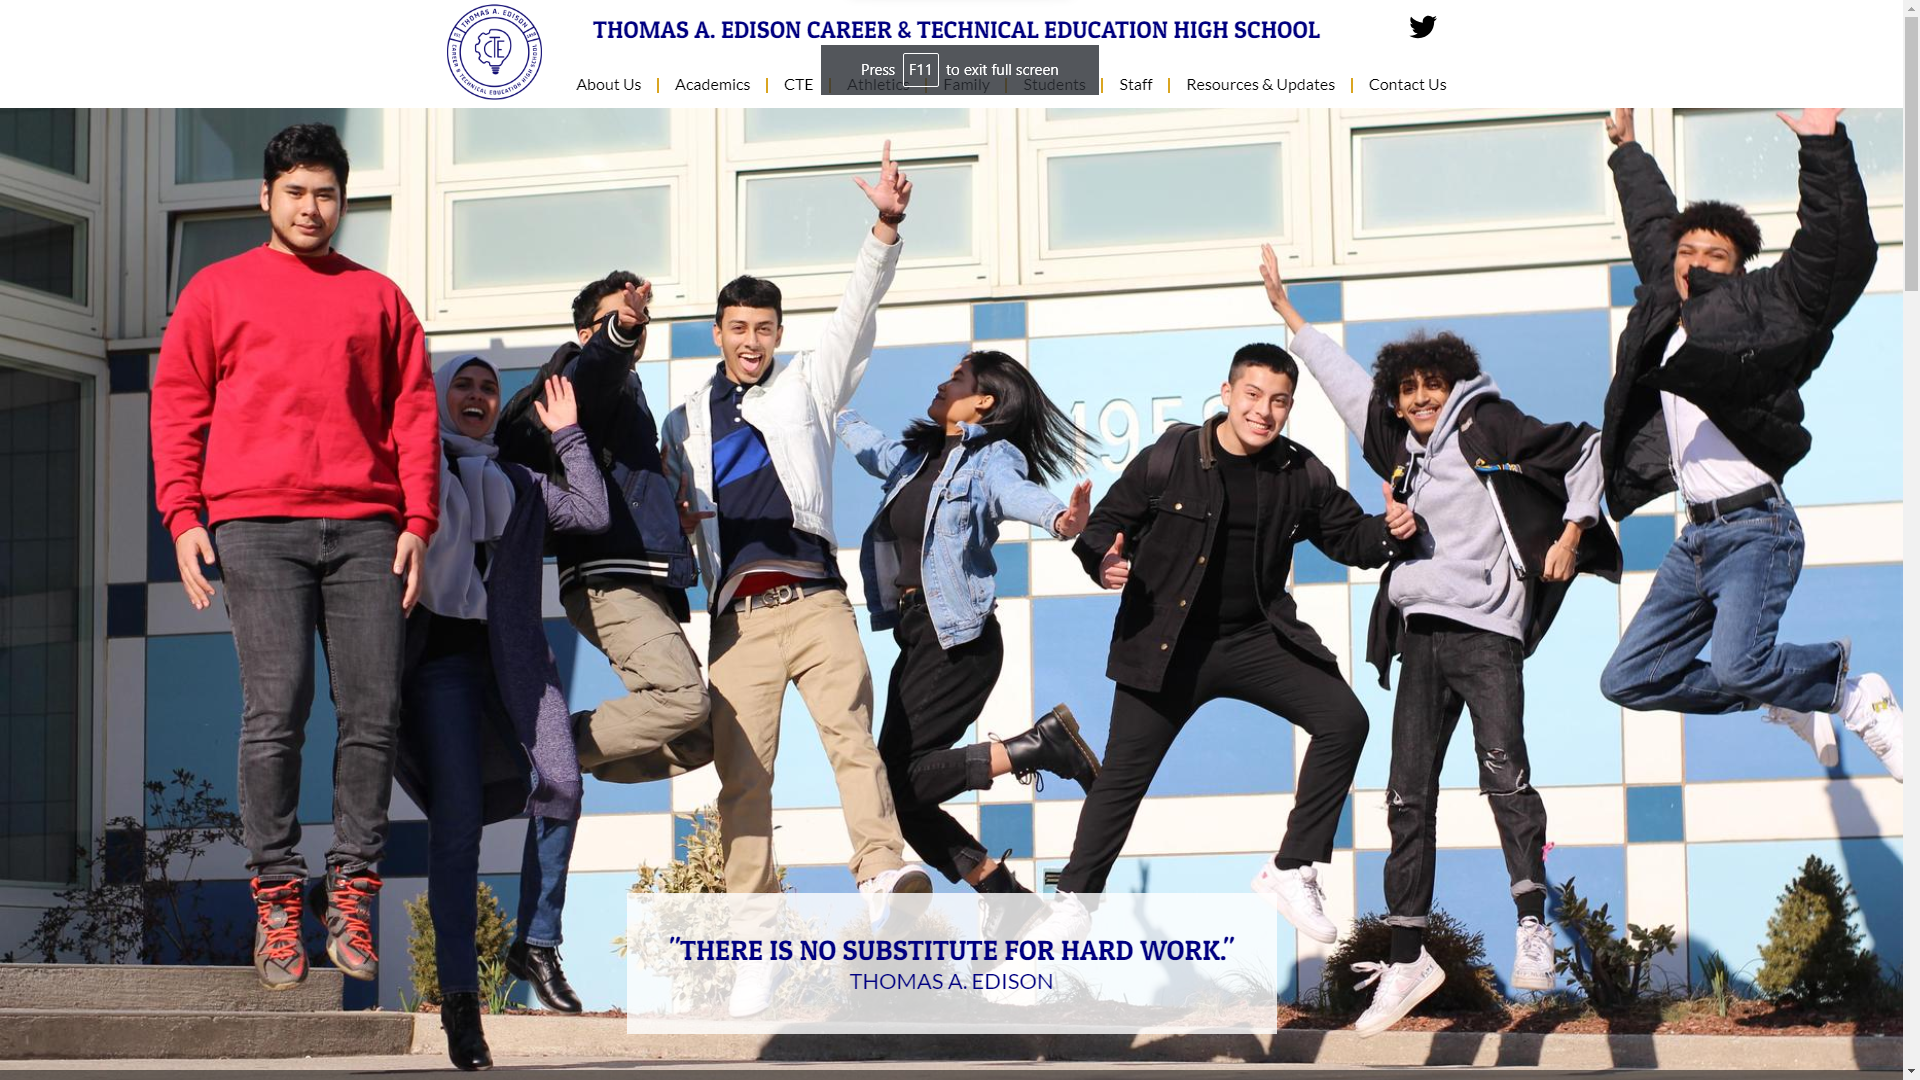 THOMAS A. EDISON
CTE
CAREER & TECHNICAL EDUCATION HIGH SCHOOL
THOMAS A. EDISON CAREER & TECHNICAL EDUCATION HIGH SCHOOL
Press F11 to exit full screen
About Us | Academics | CTE | Athletics | Family | Students | Staff | Resources & Updates | Contact Us
"THERE IS NO SUBSTITUTE FOR HARD WORK."
THOMAS A. EDISON